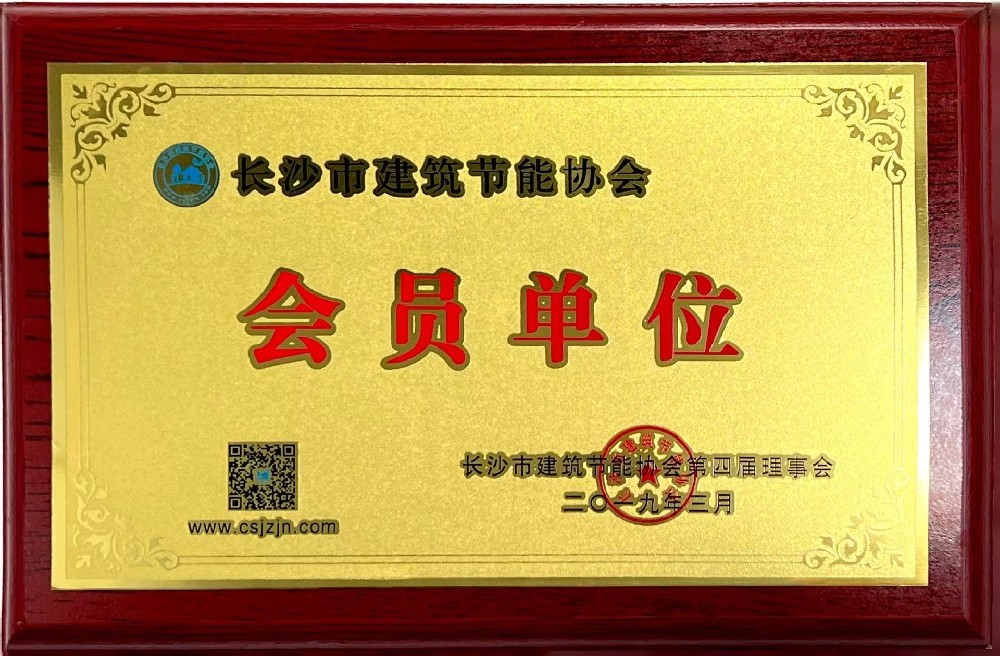 长沙市建筑节能协会
会员单位
长沙市建筑节能协会第四届理事会
二〇一九年三月
www.csjzjn.com